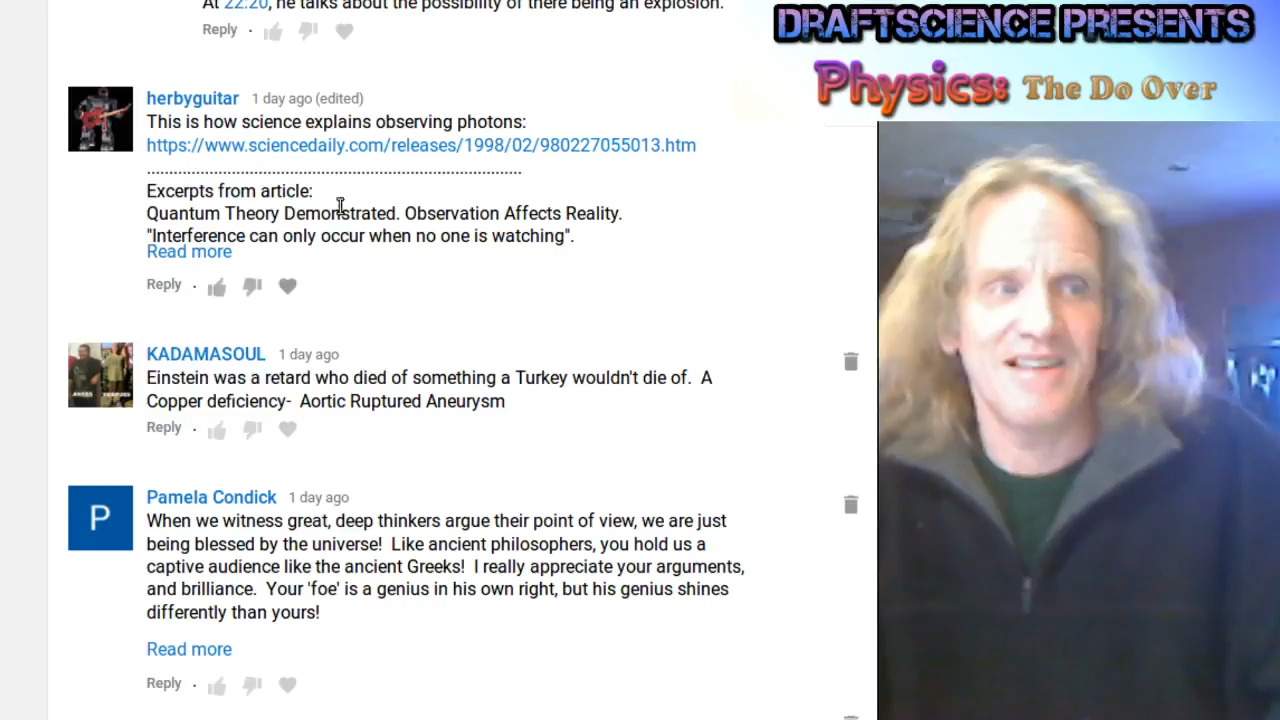 At 22:20, he talks about the possibility of there being an explosion.
Reply
DRAFTSCIENCE PRESENTS
Physics: The Do Over
herbyguitar 1 day ago (edited)
This is how science explains observing photons:
https://www.sciencedaily.com/releases/1998/02/980227055013.htm
...................................................................................
Excerpts from article:
Quantum Theory Demonstrated. Observation Affects Reality.
"Interference can only occur when no one is watching".
Read more
Reply
KADAMASOUL 1 day ago
Einstein was a retard who died of something a Turkey wouldn't die of. A
Copper deficiency- Aortic Ruptured Aneurysm
Reply
P
Pamela Condick 1 day ago
When we witness great, deep thinkers argue their point of view, we are just
being blessed by the universe! Like ancient philosophers, you hold us a
captive audience like the ancient Greeks! I really appreciate your arguments,
and brilliance. Your 'foe' is a genius in his own right, but his genius shines
differently than yours!
Read more
Reply